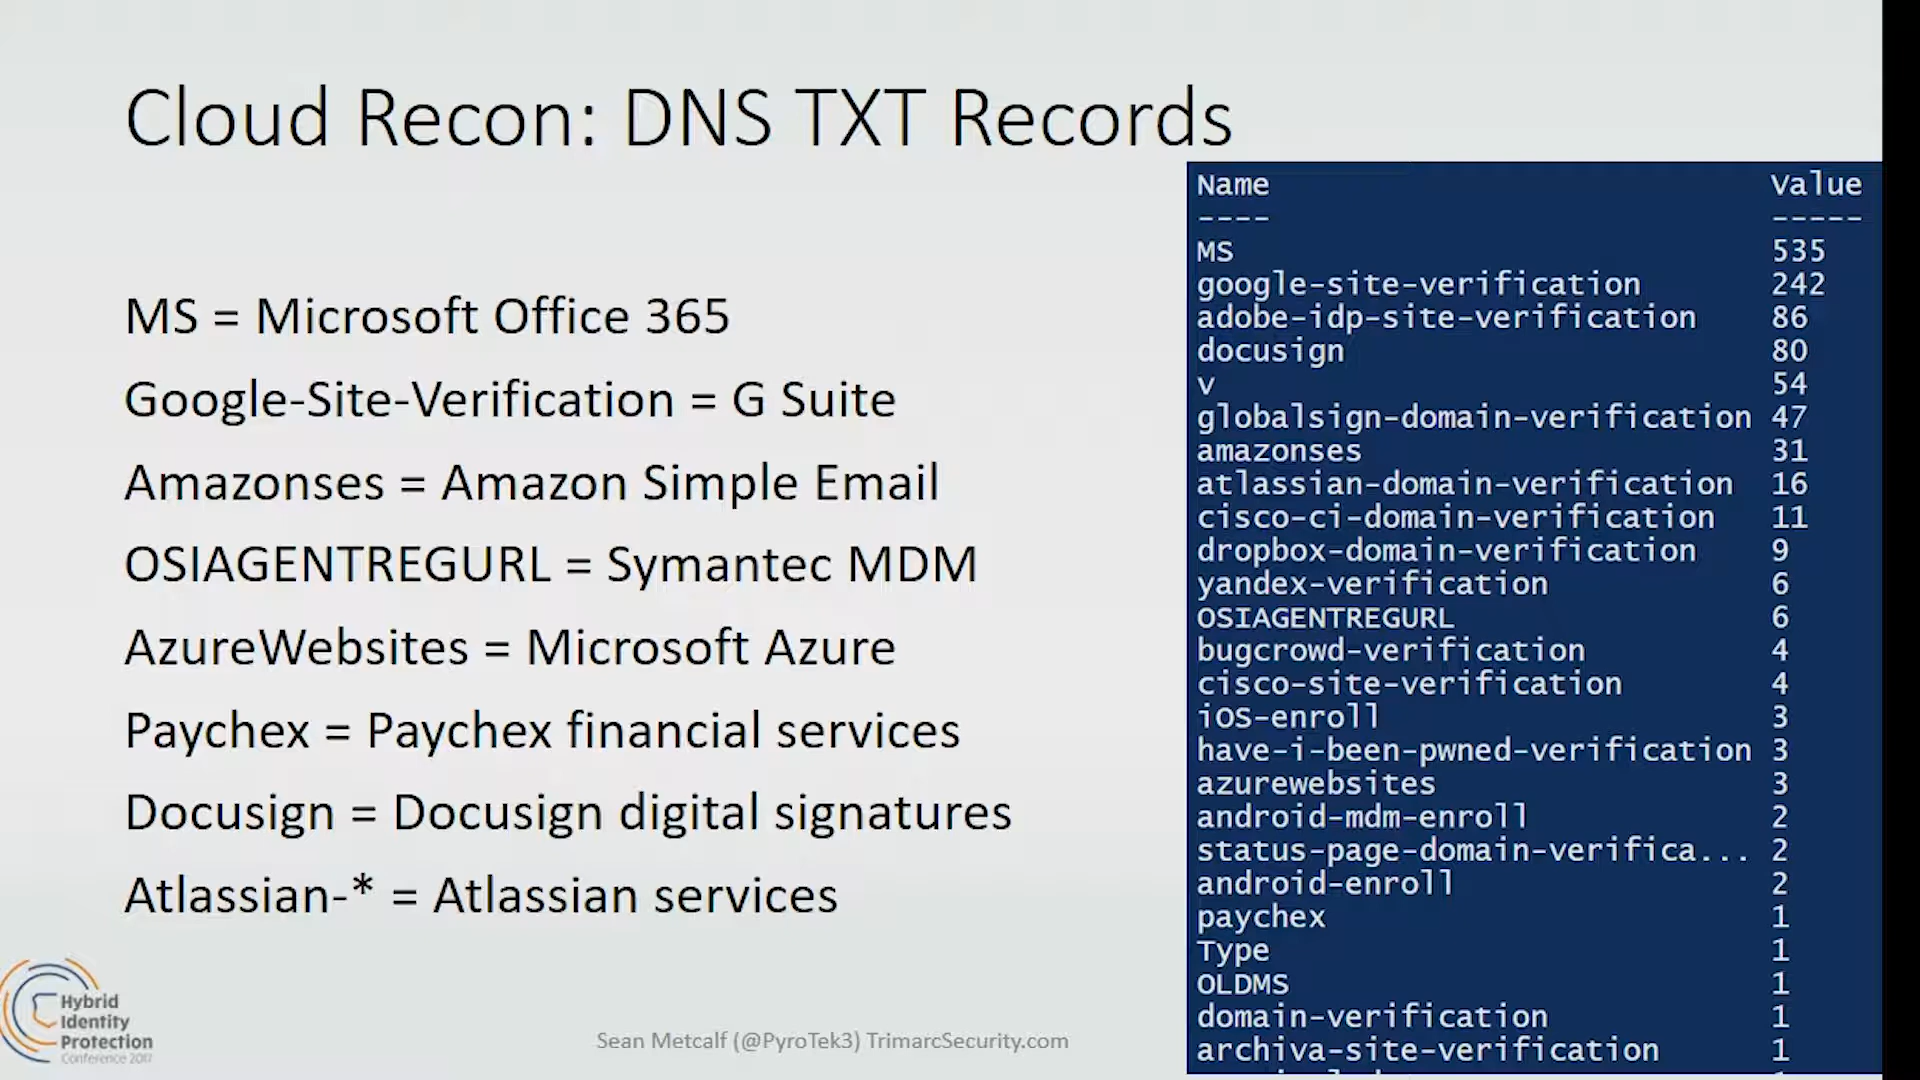 Cloud Recon: DNS TXT Records
MS = Microsoft Office 365
Google-Site-Verification = G Suite
Amazonses = Amazon Simple Email
OSIAGENTREGURL = Symantec MDM
AzureWebsites = Microsoft Azure
Paychex = Paychex financial services
Docusign = Docusign digital signatures
Atlassian-* = Atlassian services
Name Value
---- -----
MS 535
google-site-verification 242
adobe-idp-site-verification 86
docusign 80
v 54
globalsign-domain-verification 47
amazonses 31
atlassian-domain-verification 16
cisco-ci-domain-verification 11
dropbox-domain-verification 9
yandex-verification 6
OSIAGENTREGURL 6
bugcrowd-verification 4
cisco-site-verification 4
iOS-enroll 3
have-i-been-pwned-verification 3
azurewebsites 3
android-mdm-enroll 2
status-page-domain-verifica... 2
android-enroll 2
paychex 1
Type 1
OLDMS 1
domain-verification 1
archiva-site-verification 1
Hybrid
Identity
Protection
Conference 2017
Sean Metcalf (@PyroTek3) TrimarcSecurity.com